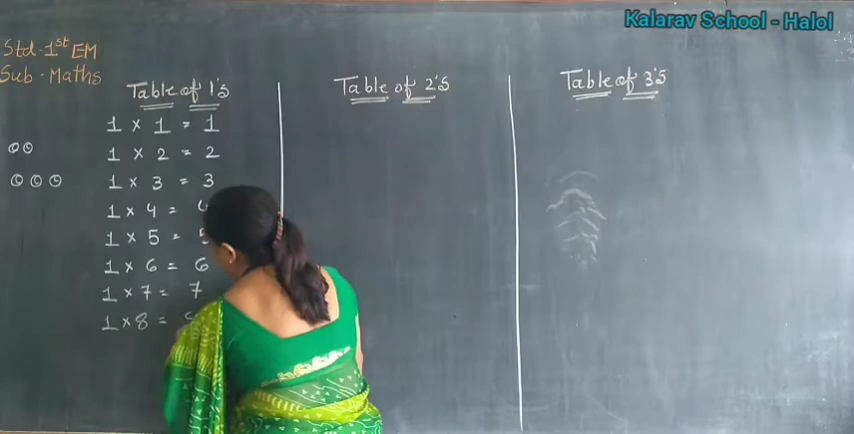 Kalarav School - Halol
Std - 1st EM
Sub - Maths
Table of 1's
1 × 1 = 1
1 × 2 = 2
1 × 3 = 3
1 × 4 = 4
1 × 5 = 5
1 × 6 = 6
1 × 7 = 7
1 × 8 =
Table of 2's
Table of 3's